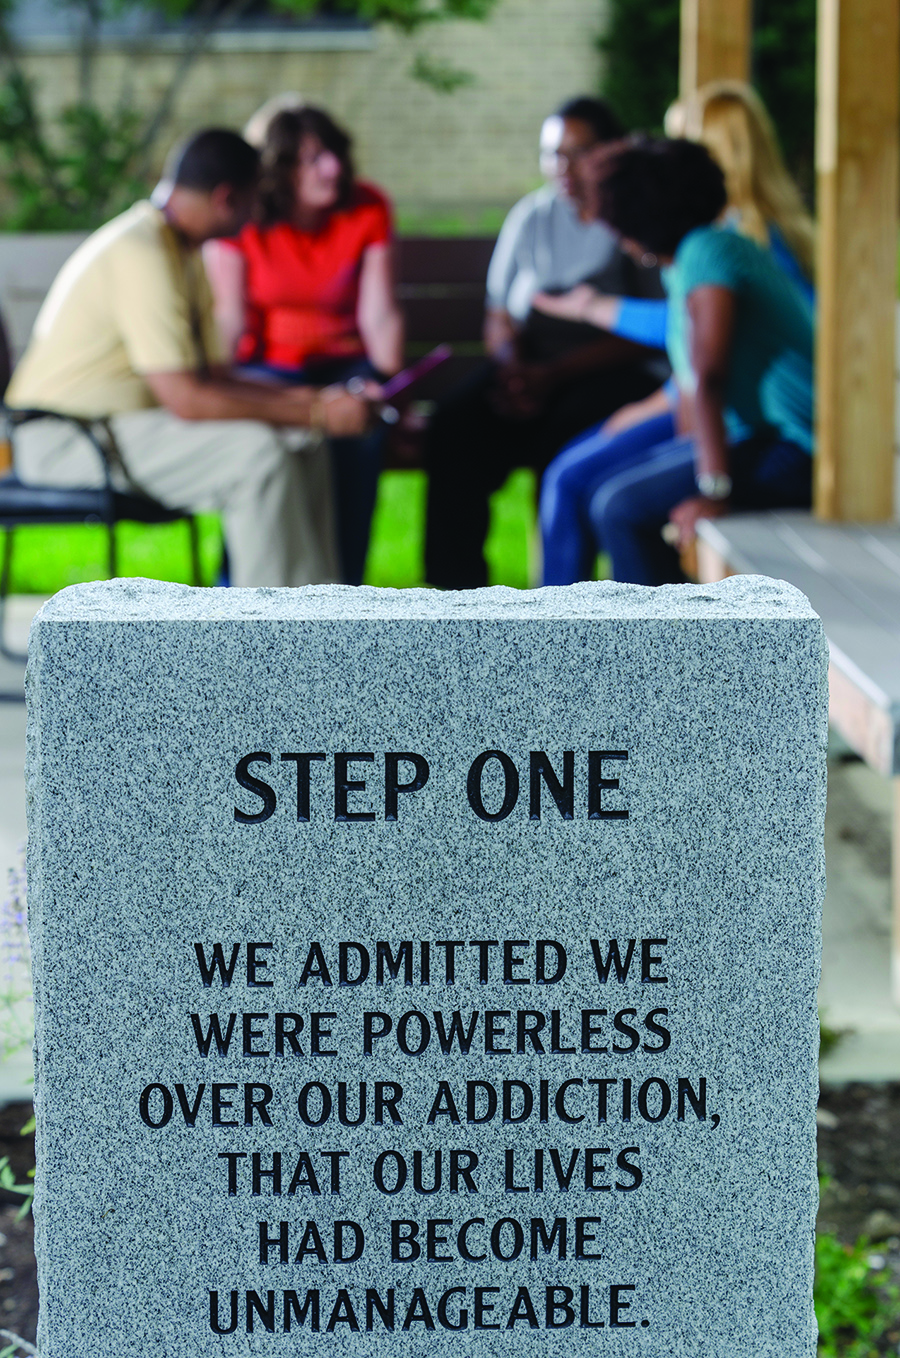 STEP ONE
WE ADMITTED WE
WERE POWERLESS
OVER OUR ADDICTION,
THAT OUR LIVES
HAD BECOME
UNMANAGEABLE.